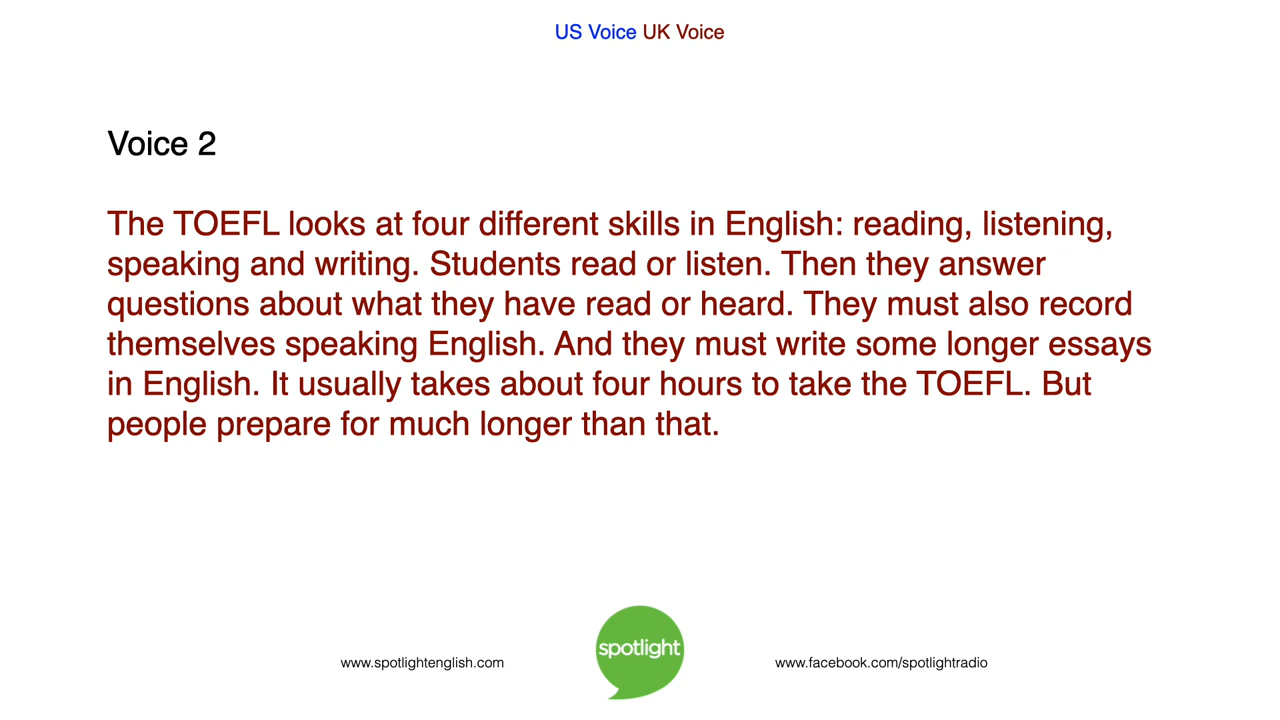 US Voice UK Voice
Voice 2
The TOEFL looks at four different skills in English: reading, listening,
speaking and writing. Students read or listen. Then they answer
questions about what they have read or heard. They must also record
themselves speaking English. And they must write some longer essays
in English. It usually takes about four hours to take the TOEFL. But
people prepare for much longer than that.
www.spotlightenglish.com
spotlight
www.facebook.com/spotlightradio